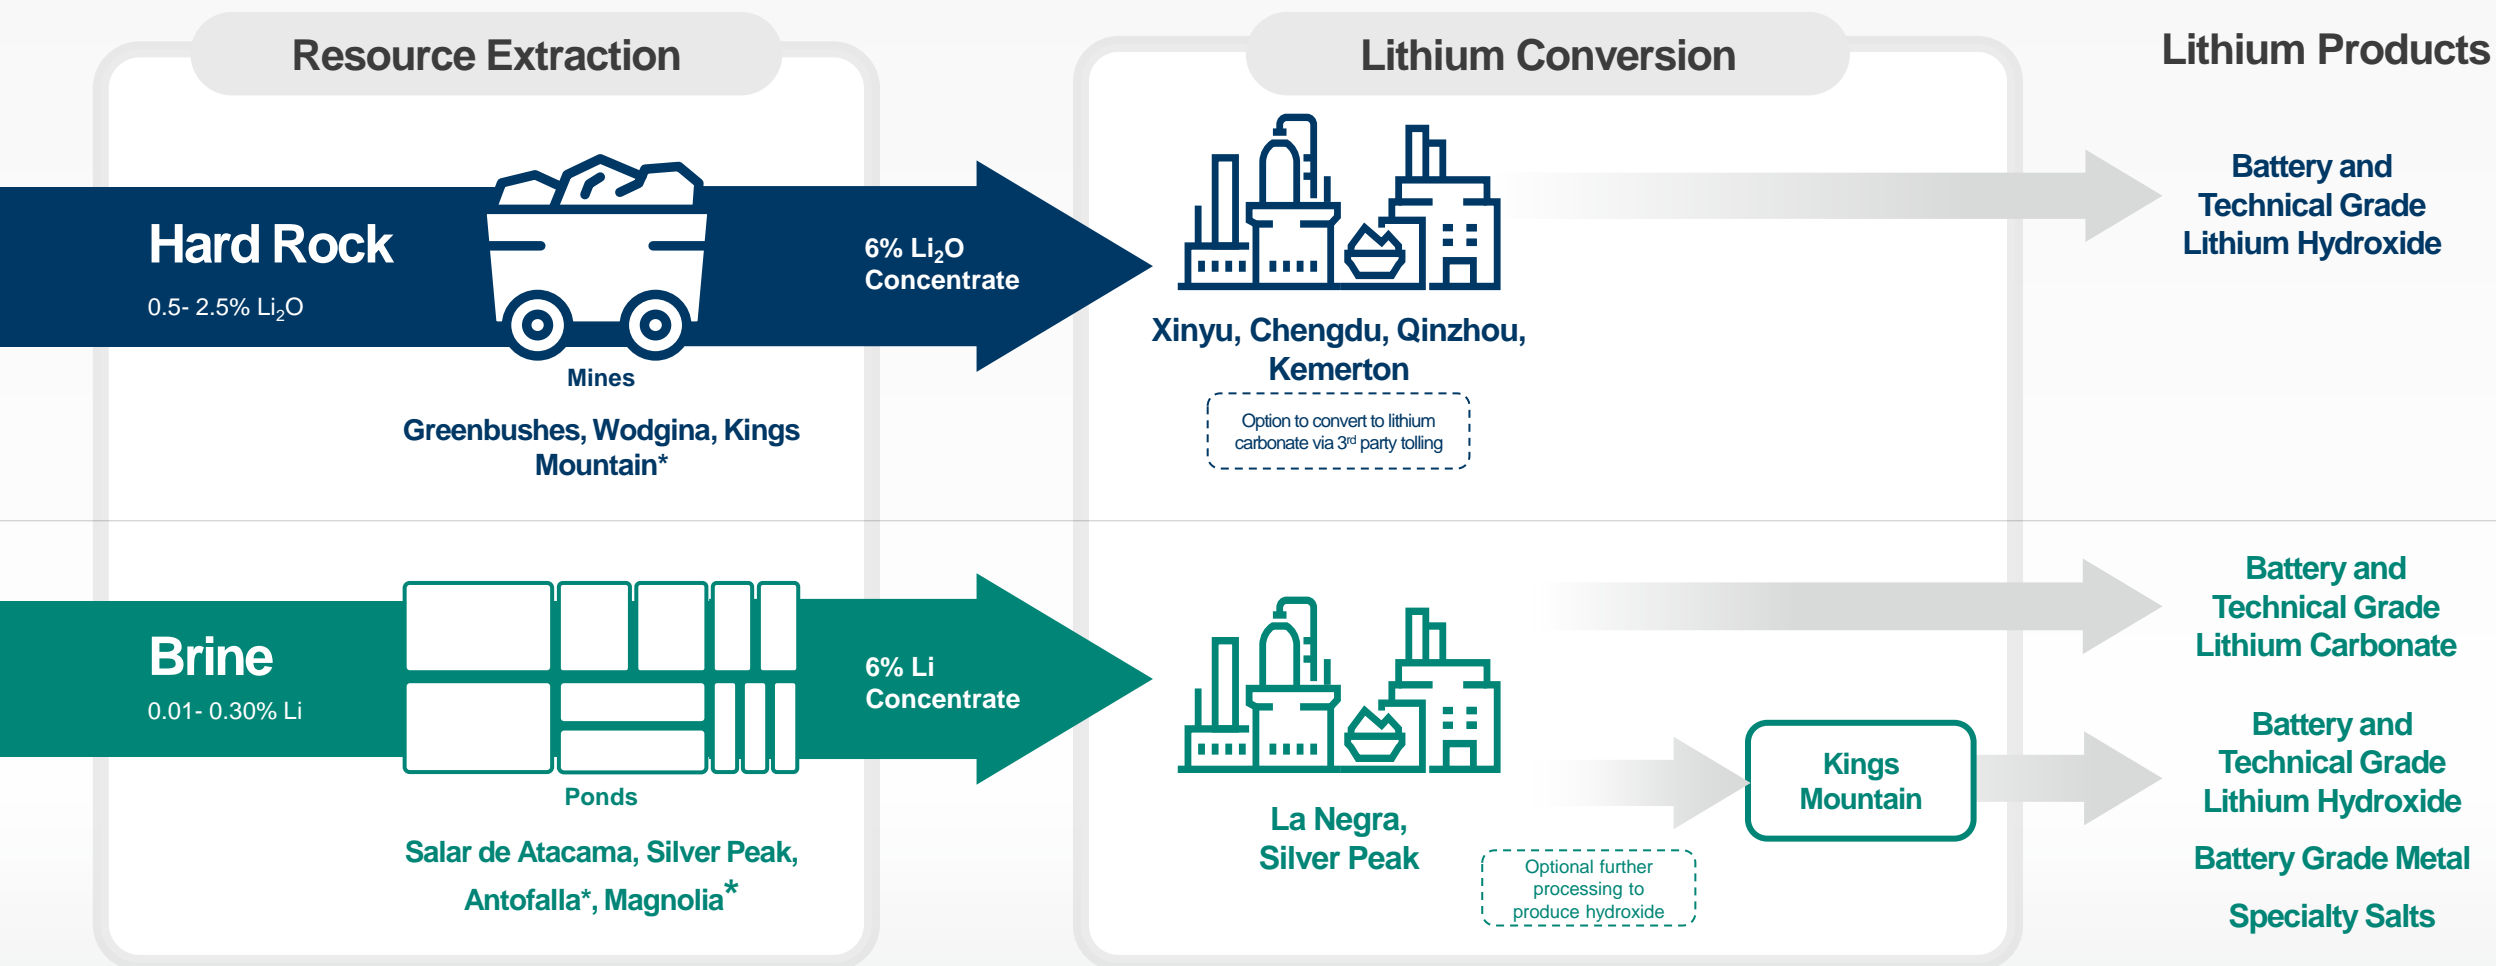 Resource Extraction
Lithium Conversion
Lithium Products
Hard Rock
0.5- 2.5% Li₂O
Mines
Greenbushes, Wodgina, Kings
Mountain*
6% Li₂O
Concentrate
Xinyu, Chengdu, Qinzhou,
Kemerton
Option to convert to lithium
carbonate via 3ʳᵈ party tolling
Battery and
Technical Grade
Lithium Hydroxide
Brine
0.01- 0.30% Li
Ponds
Salar de Atacama, Silver Peak,
Antofalla*, Magnolia*
6% Li
Concentrate
La Negra,
Silver Peak
Optional further
processing to
produce hydroxide
Kings
Mountain
Battery and
Technical Grade
Lithium Carbonate
Battery and
Technical Grade
Lithium Hydroxide
Battery Grade Metal
Specialty Salts